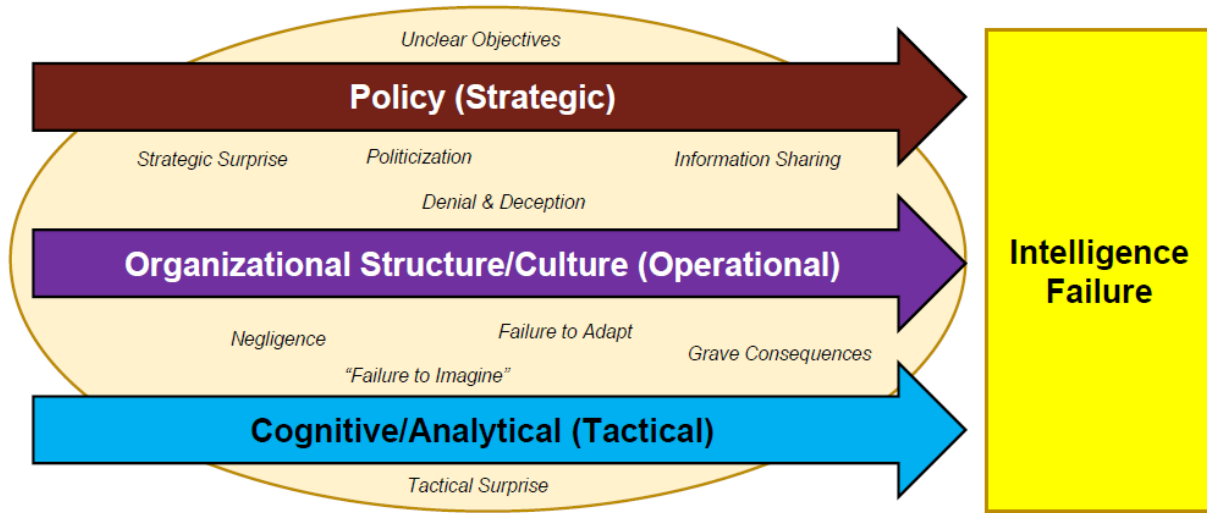 Unclear Objectives
Policy (Strategic)
Strategic Surprise
Politicization
Information Sharing
Denial & Deception
Organizational Structure/Culture (Operational)
Intelligence
Failure
Negligence
Failure to Adapt
Grave Consequences
“Failure to Imagine”
Cognitive/Analytical (Tactical)
Tactical Surprise